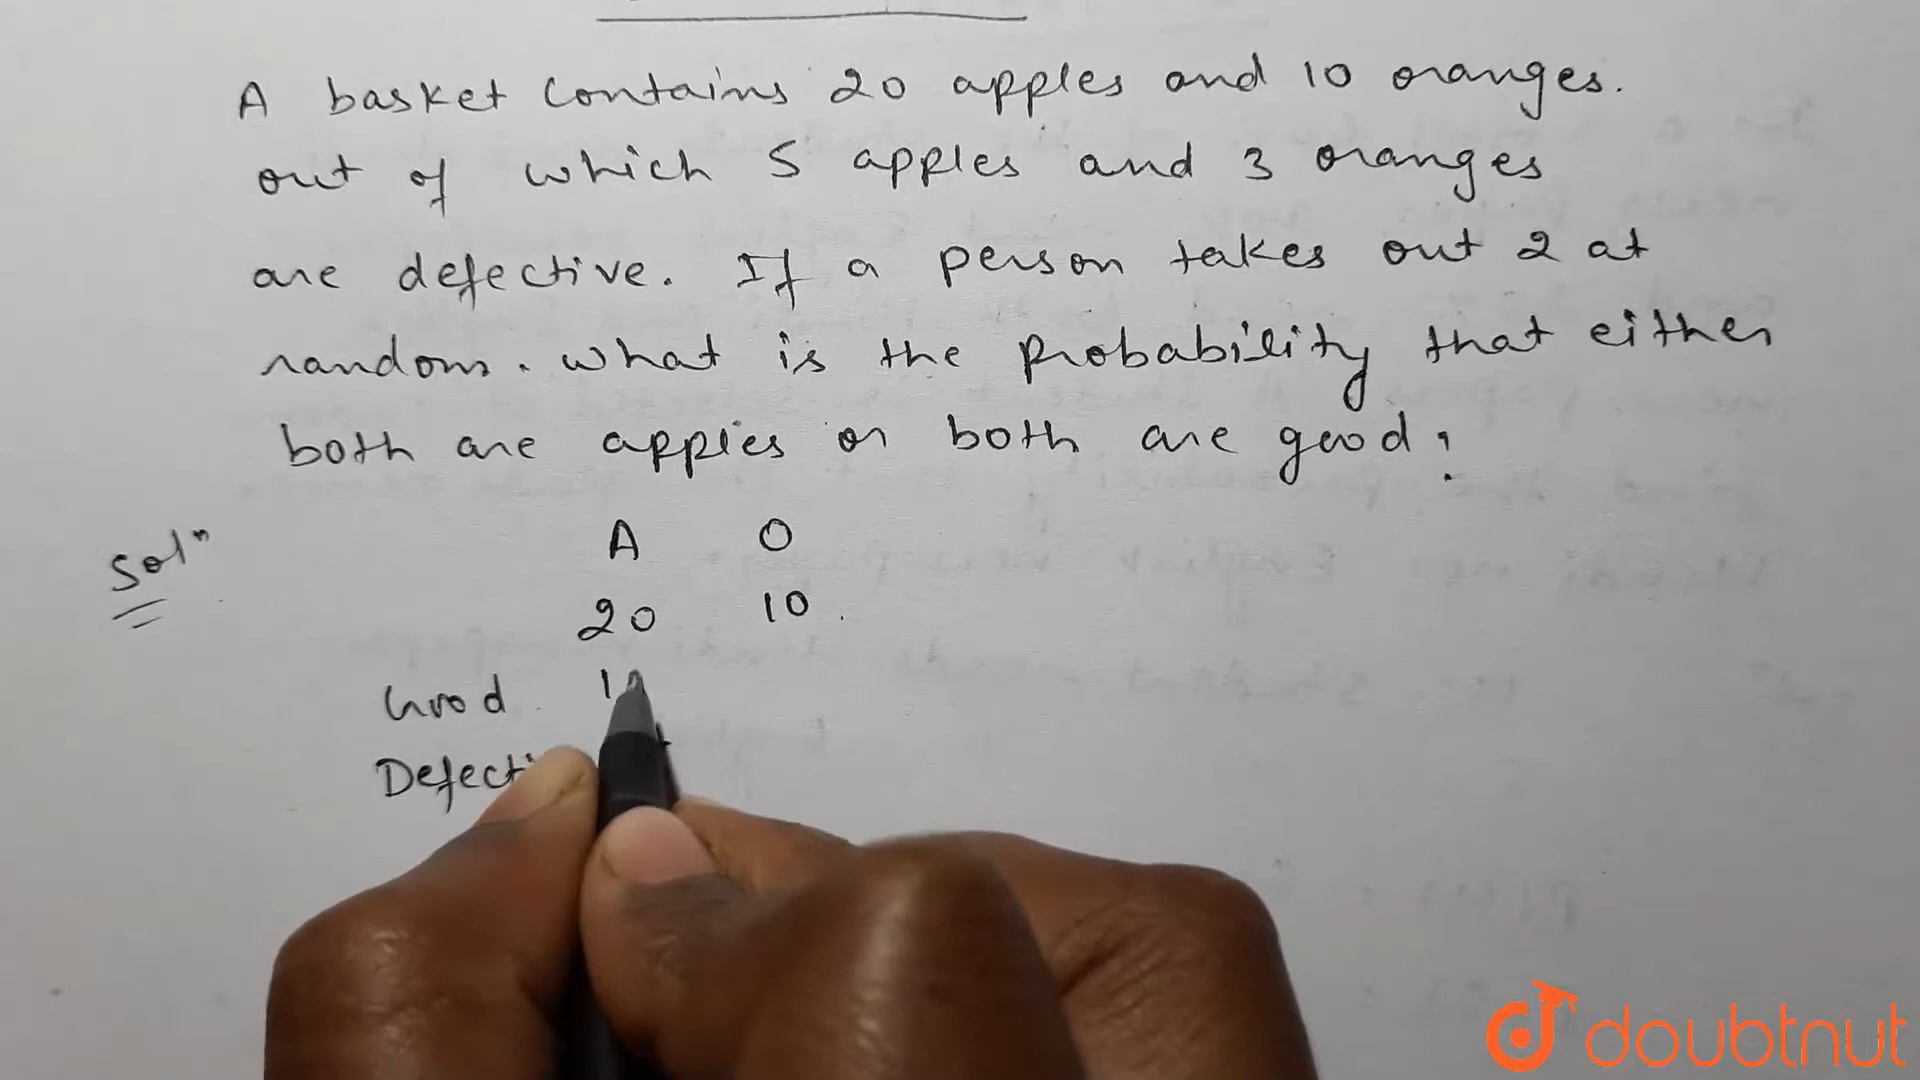 A basket contains 20 apples and 10 oranges.
out of which 5 apples and 3 oranges
are defective. If a person takes out 2 at
random. what is the probability that either
both are apples or both are good?
Solⁿ
A O
20 10
Good
Defecti
doubtnut